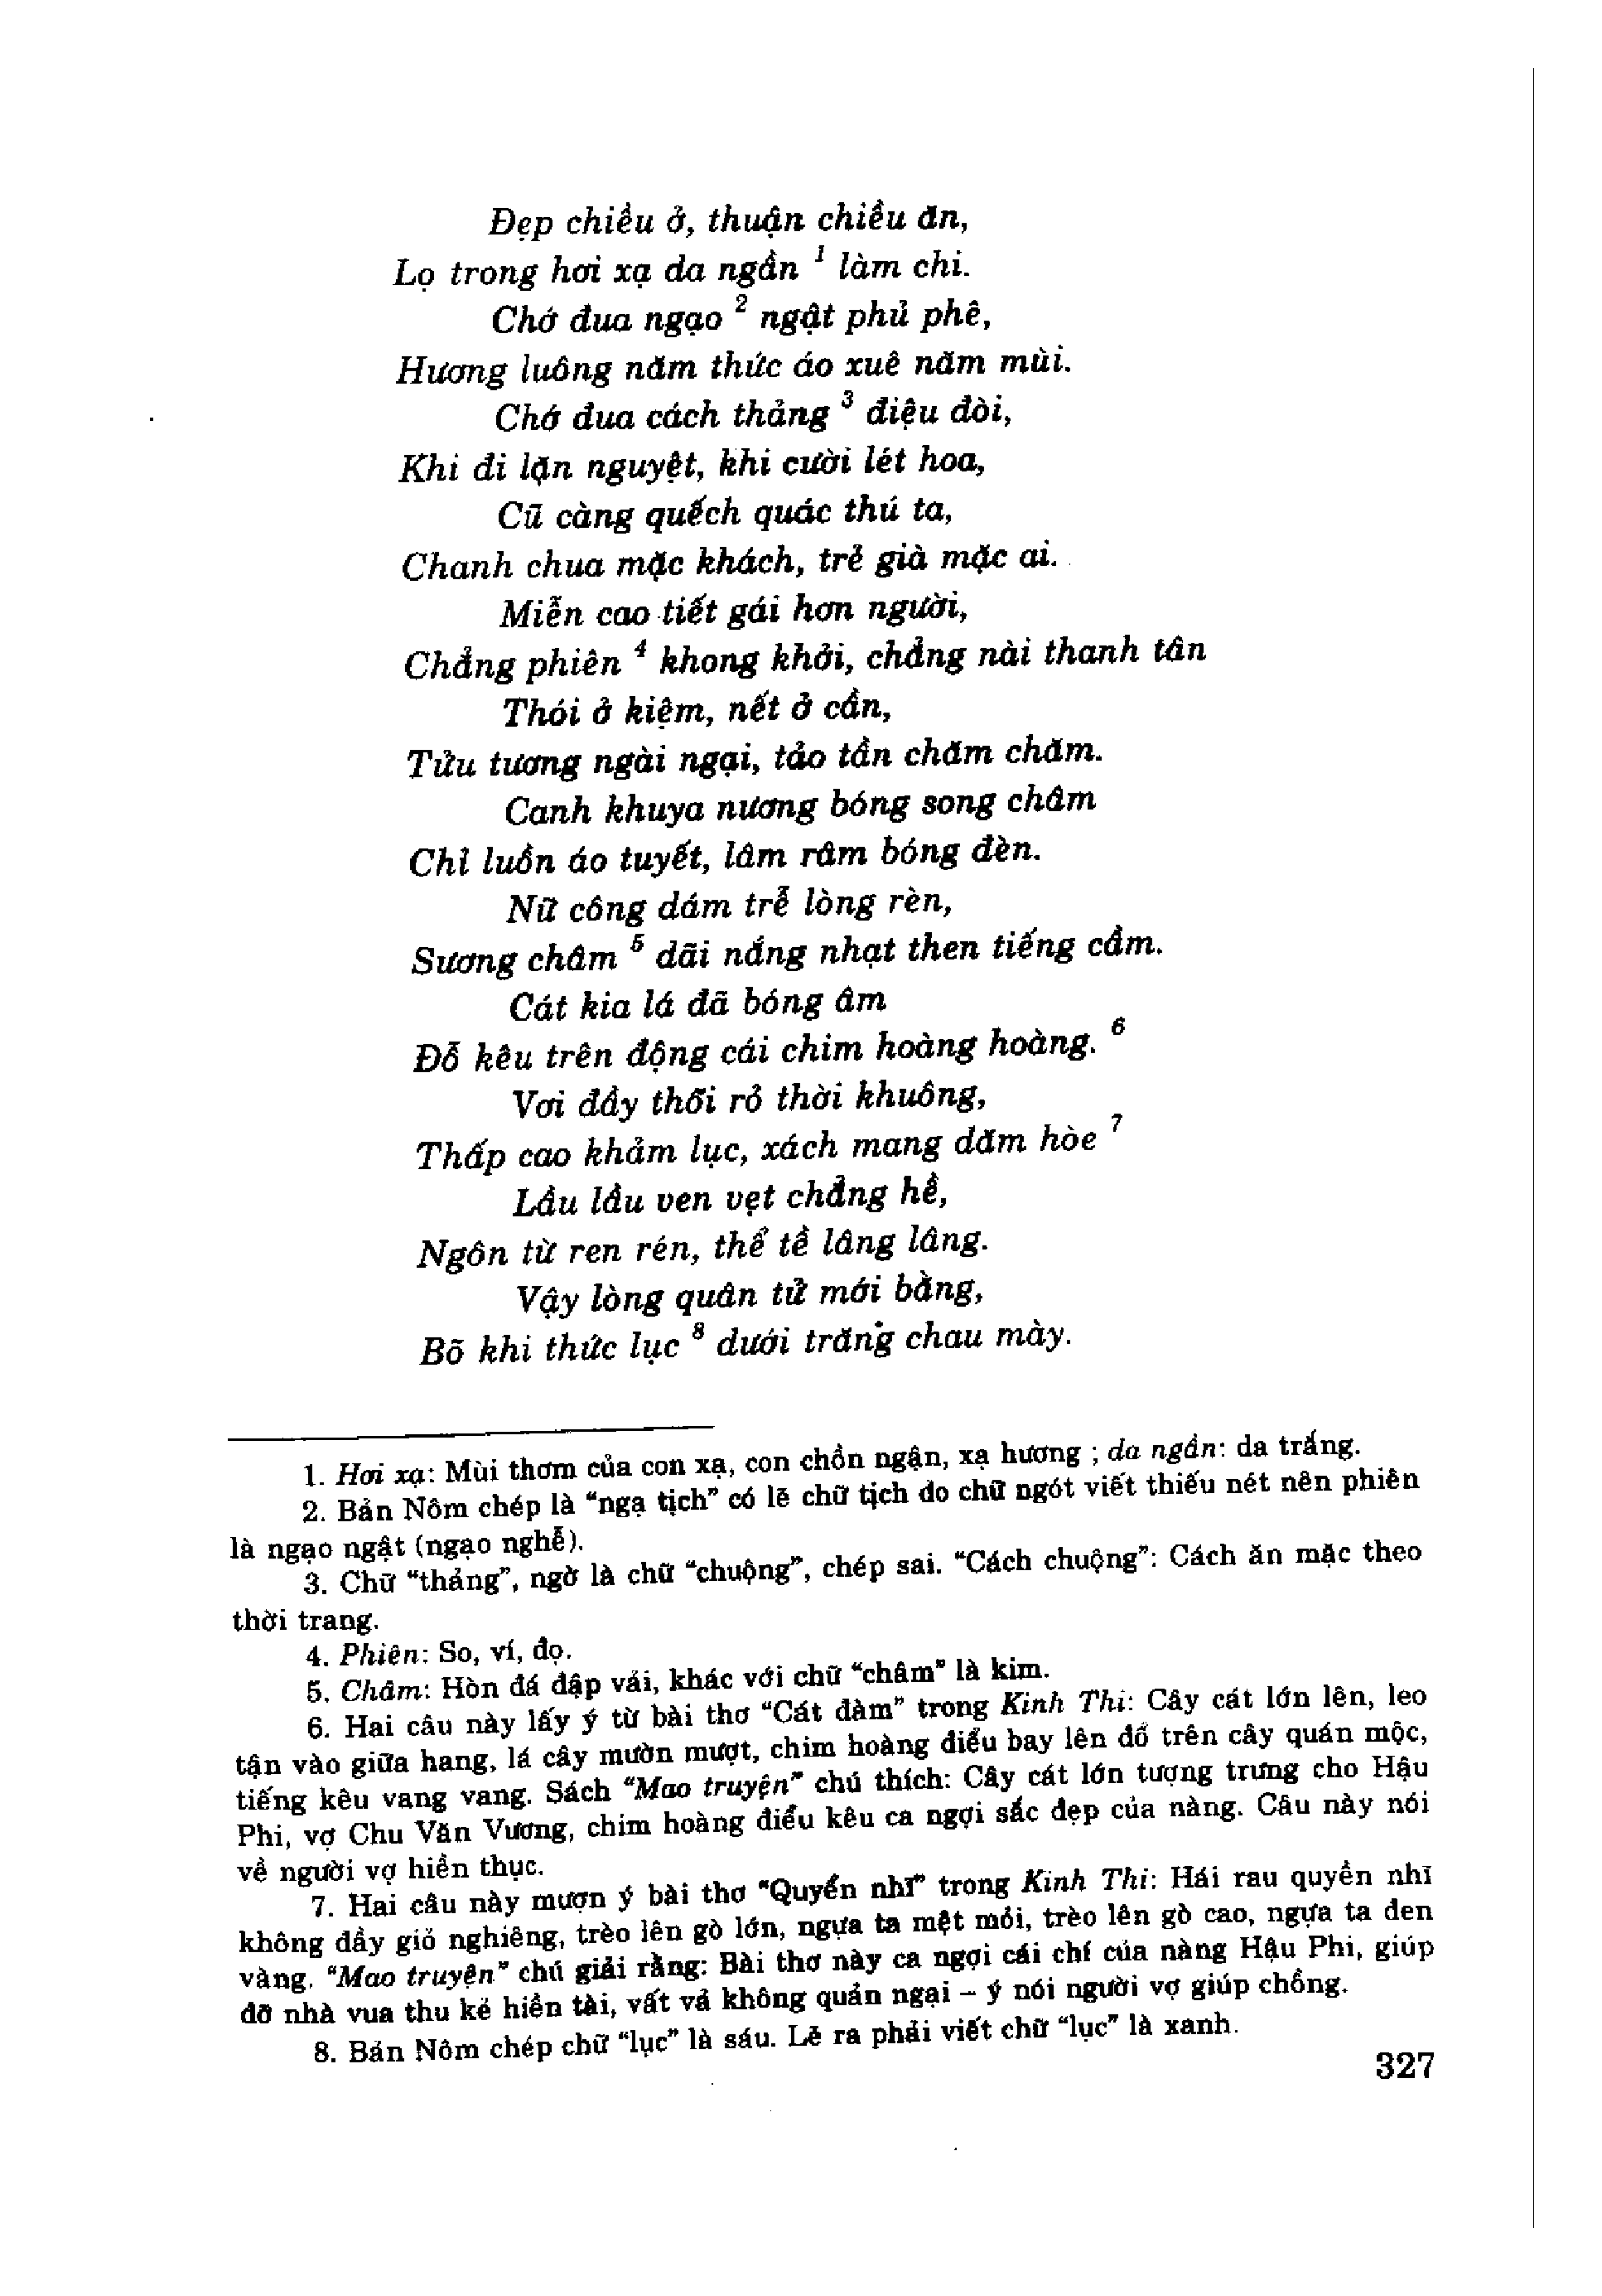 Đẹp chiều ở, thuận chiều ăn,
Lọ trong hơi xạ da ngần ¹ làm chi.
Chớ đua ngạo ² ngật phủ phê,
Hương luông năm thức áo xuê năm mùi.
Chớ đua cách thảng ³ điệu đòi,
Khi đi lặn nguyệt, khi cười lét hoa,
Cũ càng quếch quác thú ta,
Chanh chua mặc khách, trẻ già mặc ai.
Miễn cao tiết gái hơn người,
Chẳng phiên ⁴ khong khởi, chẳng nài thanh tân
Thói ở kiệm, nết ở cần,
Tửu tương ngài ngại, tảo tần chăm chăm.
Canh khuya nương bóng song châm
Chỉ luồn áo tuyết, lâm râm bóng đèn.
Nữ công dám trễ lòng rèn,
Sương châm ⁵ dãi nắng nhạt then tiếng cầm.
Cát kia lá đã bóng âm
Đỗ kêu trên động cái chim hoàng hoàng. ⁶
Vơi đầy thối rỏ thời khuông,
Thấp cao khảm lục, xách mang dăm hòe ⁷
Lầu lầu ven vẹt chẳng hề,
Ngôn từ ren rén, thể tề lâng lâng.
Vậy lòng quân tử mới bằng,
Bõ khi thức lục ⁸ dưới trăng chau mày.
1. Hơi xạ: Mùi thơm của con xạ, con chồn ngận, xạ hương ; da ngần: da trắng.
2. Bản Nôm chép là “ngạ tịch” có lẽ chữ tịch do chữ ngót viết thiếu nét nên phiên
là ngạo ngật (ngạo nghễ).
3. Chữ “thảng”, ngờ là chữ “chuộng”, chép sai. “Cách chuộng”: Cách ăn mặc theo
thời trang.
4. Phiên: So, ví, đọ.
5. Châm: Hòn đá đập vải, khác với chữ “châm” là kim.
6. Hai câu này lấy ý từ bài thơ “Cát đàm” trong Kinh Thi: Cây cát lớn lên, leo
tận vào giữa hang, lá cây mườn mượt, chim hoàng điểu bay lên đổ trên cây quán mộc,
tiếng kêu vang vang. Sách “Mao truyện” chú thích: Cây cát lớn tượng trưng cho Hậu
Phi, vợ Chu Văn Vương, chim hoàng điểu kêu ca ngợi sắc đẹp của nàng. Câu này nói
về người vợ hiền thục.
7. Hai câu này mượn ý bài thơ “Quyển nhĩ” trong Kinh Thi: Hái rau quyền nhĩ
không đầy giỏ nghiêng, trèo lên gò lớn, ngựa ta mệt mỏi, trèo lên gò cao, ngựa ta đen
vàng. “Mao truyện” chú giải rằng: Bài thơ này ca ngợi cái chí của nàng Hậu Phi, giúp
đỡ nhà vua thu kẻ hiền tài, vất vả không quản ngại – ý nói người vợ giúp chồng.
8. Bản Nôm chép chữ “lục” là sáu. Lẽ ra phải viết chữ “lục” là xanh.
327